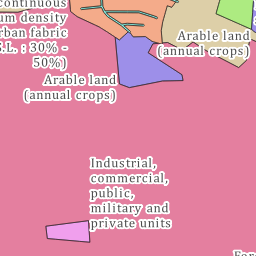 continuous
um density
rban fabric
S.L. : 30% -
50%)
Arable land
(annual crops)
Arable land
(annual crops)
Industrial,
commercial,
public,
military and
private units
For